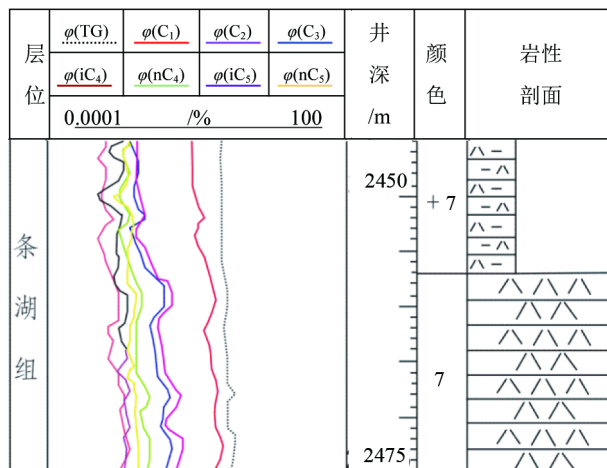 层位
φ(TG) φ(C₁) φ(C₂) φ(C₃)
φ(iC₄) φ(nC₄) φ(iC₅) φ(nC₅)
0.0001 /% 100
井深/m
颜色
岩性剖面
条湖组
2450
+ 7
7
2475